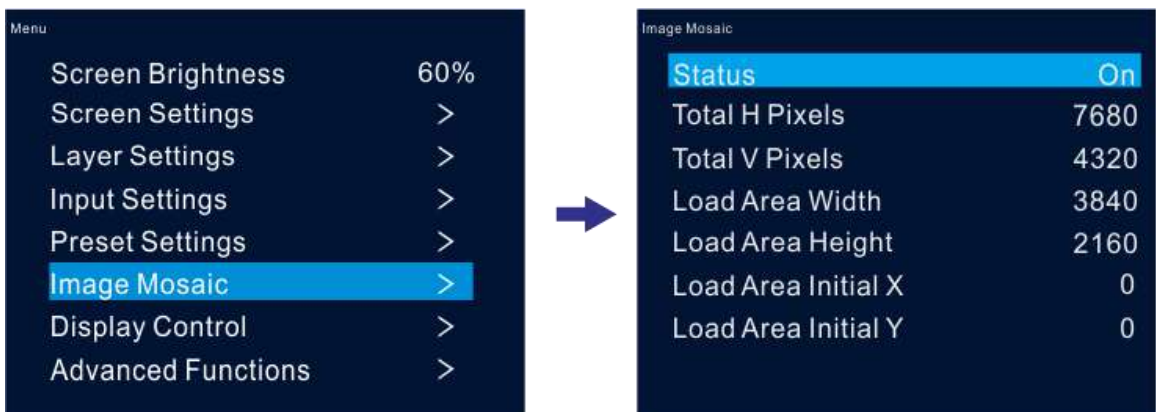 Menu
Screen Brightness 60%
Screen Settings >
Layer Settings >
Input Settings >
Preset Settings >
Image Mosaic >
Display Control >
Advanced Functions >
Image Mosaic
Status On
Total H Pixels 7680
Total V Pixels 4320
Load Area Width 3840
Load Area Height 2160
Load Area Initial X 0
Load Area Initial Y 0